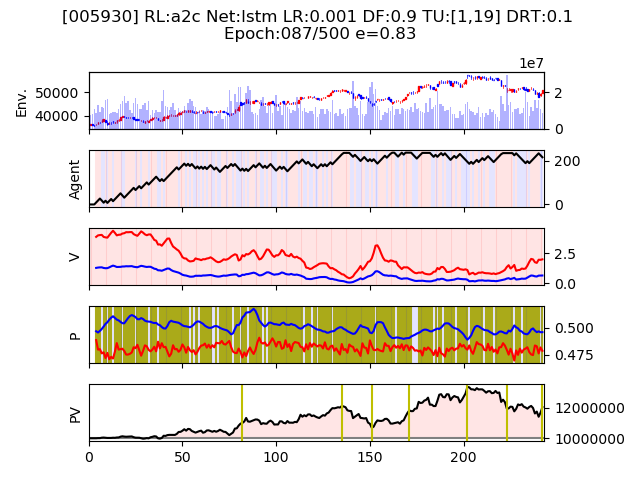 [005930] RL:a2c Net:lstm LR:0.001 DF:0.9 TU:[1,19] DRT:0.1
Epoch:087/500 e=0.83
1e7
Env.
50000
40000
2
0
Agent
200
0
V
2.5
0.0
P
0.500
0.475
PV
12000000
10000000
0 50 100 150 200